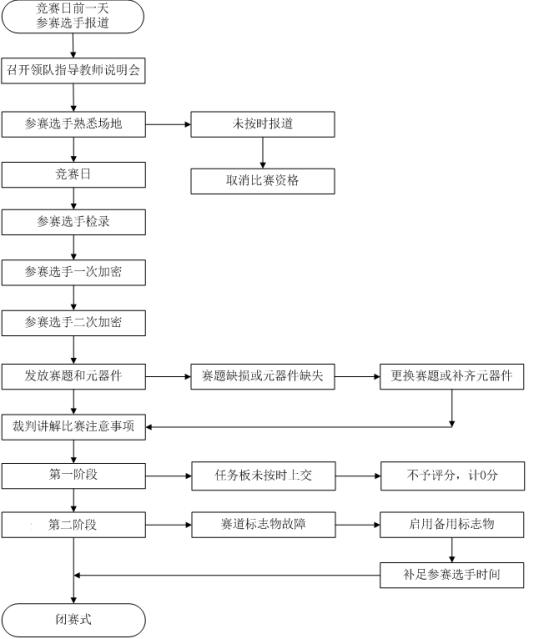 竞赛日前一天
参赛选手报道
召开领队指导教师说明会
参赛选手熟悉场地
未按时报道
竞赛日
取消比赛资格
参赛选手检录
参赛选手一次加密
参赛选手二次加密
发放赛题和元器件
赛题缺损或元器件缺失
更换赛题或补齐元器件
裁判讲解比赛注意事项
第一阶段
任务板未按时上交
不予评分，计0分
第二阶段
赛道标志物故障
启用备用标志物
补足参赛选手时间
闭赛式